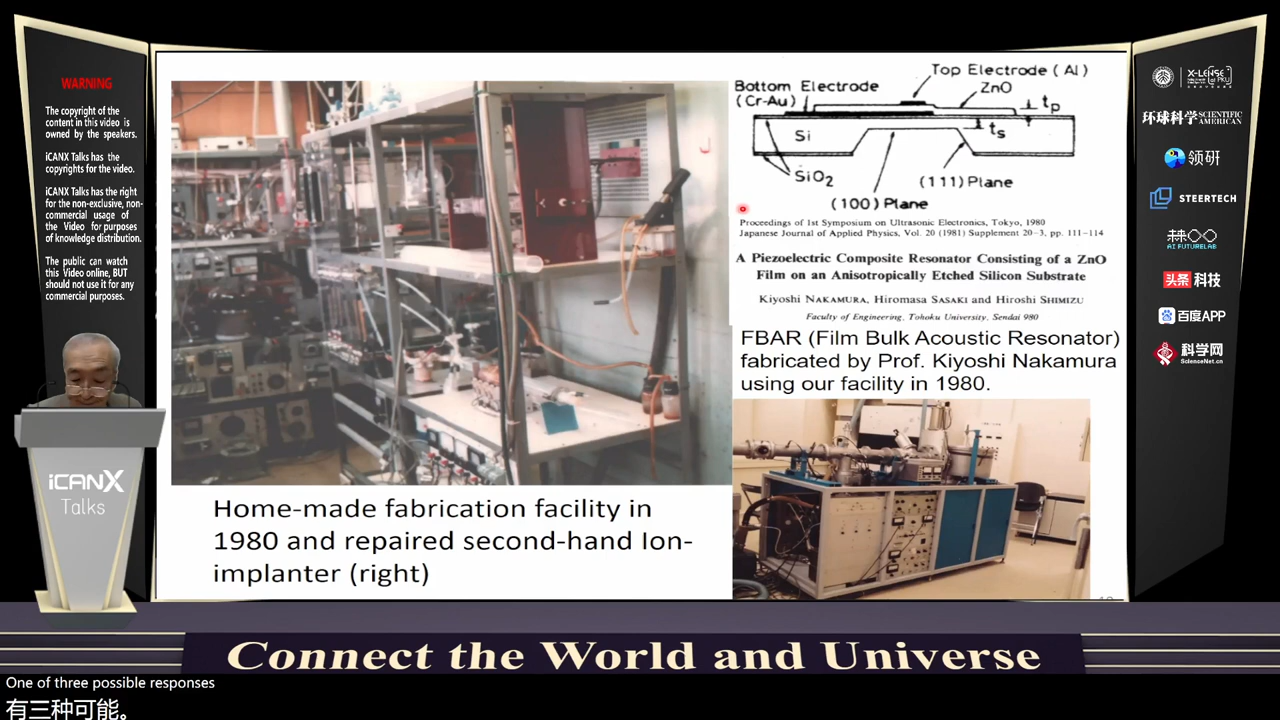 WARNING
The copyright of the
content in this video is
owned by the speakers.
iCANX Talks has the
copyrights for the video.
iCANX Talks has the right
for the non-exclusive, non-
commercial usage of
the Video for purposes
of knowledge distribution.
The public can watch
this Video online, BUT
should not use it for any
commercial purposes.
iCANX
Talks
Home-made fabrication facility in
1980 and repaired second-hand Ion-
implanter (right)
Top Electrode (Al)
Bottom Electrode
(Cr-Au)
ZnO
tp
ts
Si
SiO2
(111) Plane
(100) Plane
Proceedings of 1st Symposium on Ultrasonic Electronics, Tokyo, 1980
Japanese Journal of Applied Physics, Vol. 20 (1981) Supplement 20-3, pp. 111-114
A Piezoelectric Composite Resonator Consisting of a ZnO
Film on an Anisotropically Etched Silicon Substrate
Kiyoshi NAKAMURA, Hiromasa SASAKI and Hiroshi SHIMIZU
Faculty of Engineering, Tohoku University, Sendai 980
FBAR (Film Bulk Acoustic Resonator)
fabricated by Prof. Kiyoshi Nakamura
using our facility in 1980.
环球科学 SCIENTIFIC AMERICAN
领研
STEERTECH
AI FUTURELAB
头条 科技
百度APP
科学网
ScienceNet.cn
Connect the World and Universe
One of three possible responses
有三种可能。